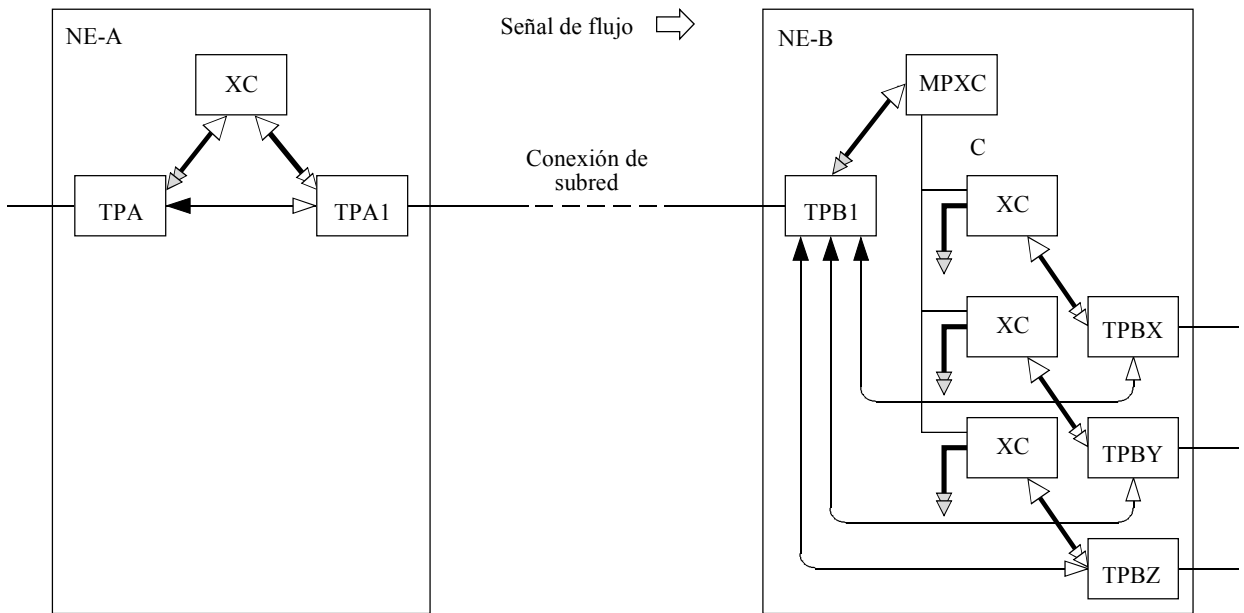 NE-A
Señal de flujo
NE-B
XC
MPXC
C
Conexión de
subred
TPA
TPA1
TPB1
XC
XC
TPBX
XC
TPBY
TPBZ